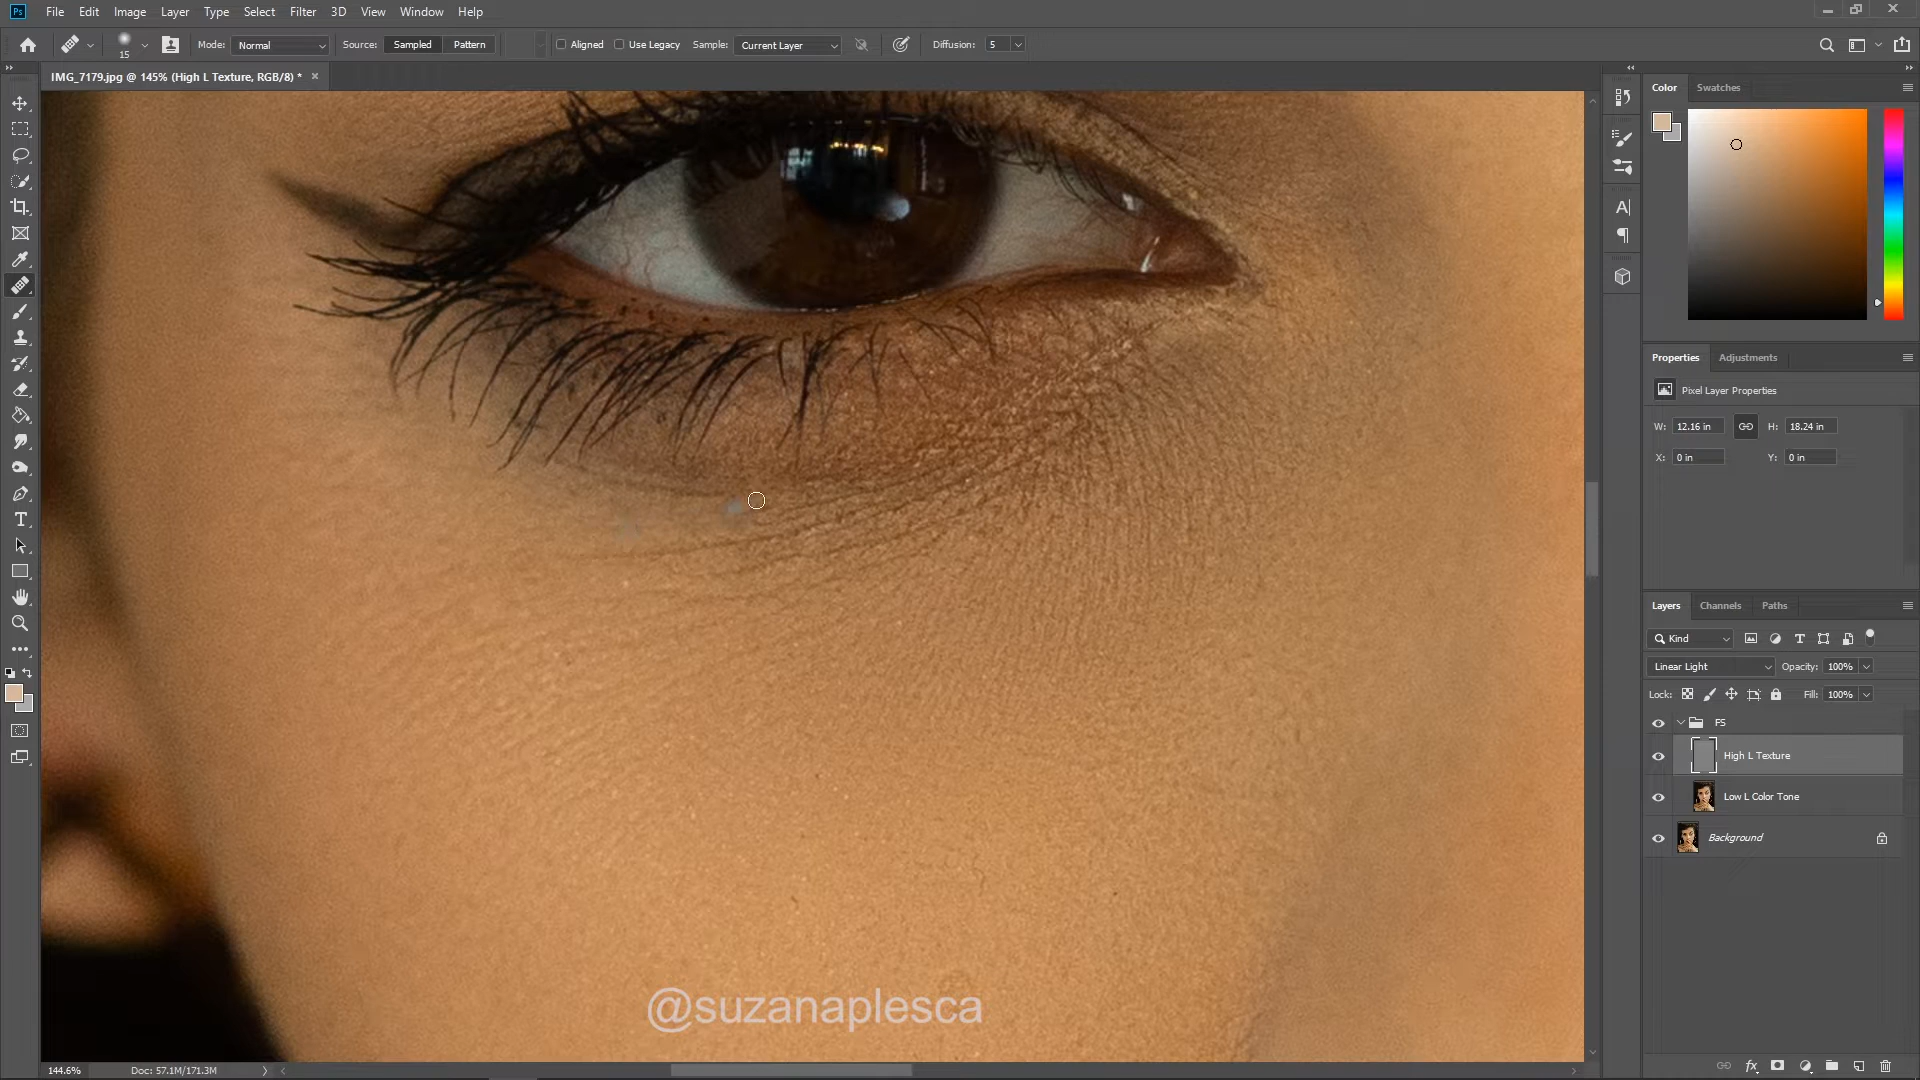 Ps File Edit Image Layer Type Select Filter 3D View Window Help
15 Mode: Normal Source: Sampled Pattern Aligned Use Legacy Sample: Current Layer Diffusion: 5
IMG_7179.jpg @ 145% (High L Texture, RGB/8) *
Color Swatches
Properties Adjustments
Pixel Layer Properties
W: 12.16 in H: 18.24 in
X: 0 in Y: 0 in
Layers Channels Paths
Kind
Linear Light Opacity: 100%
Lock: Fill: 100%
FS
High L Texture
Low L Color Tone
Background
@suzanaplesca
144.6% Doc: 57.1M/171.3M